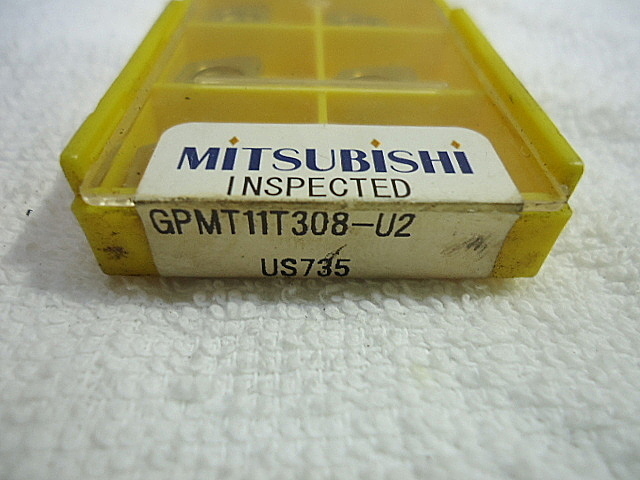 MITSUBISHI
INSPECTED
GPMT11T308-U2
US735